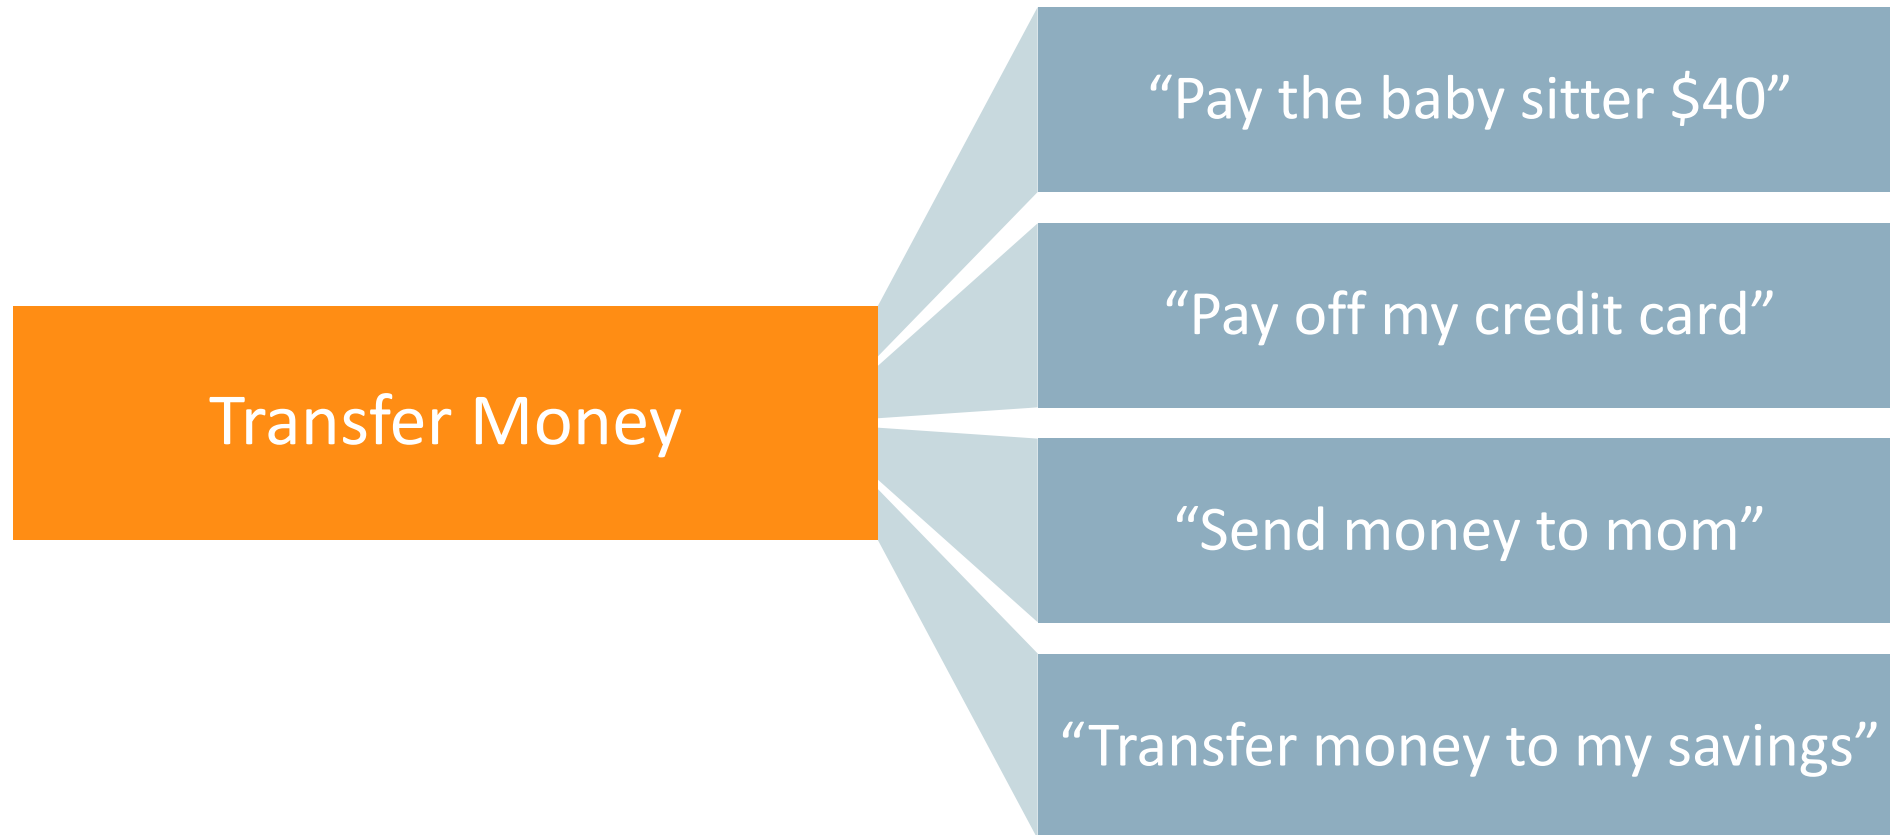 Transfer Money
“Pay the baby sitter $40”
“Pay off my credit card”
“Send money to mom”
“Transfer money to my savings”